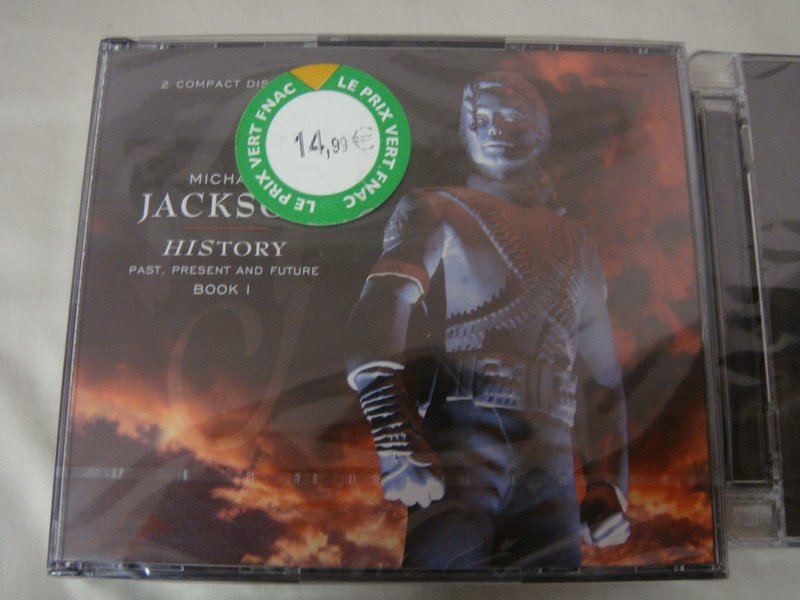 2 COMPACT DIS
LE PRIX VERT FNAC
LE PRIX VERT FNAC
14,99 €
MICHA
JACKSO
HISTORY
PAST, PRESENT AND FUTURE
BOOK I